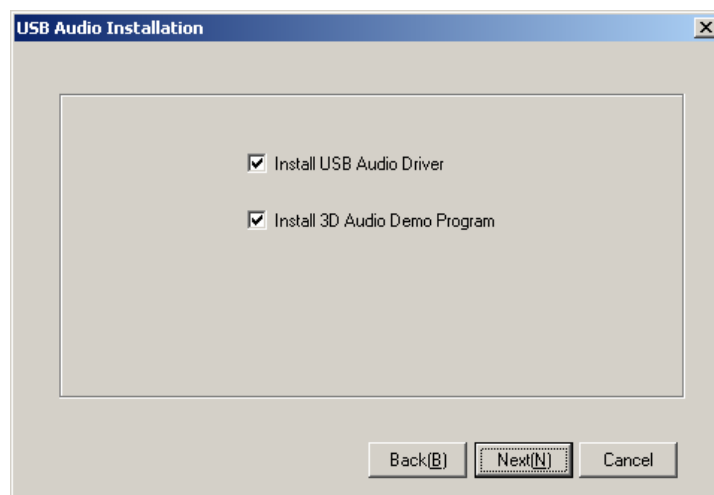 USB Audio Installation
Install USB Audio Driver
Install 3D Audio Demo Program
Back(B) Next(N) Cancel